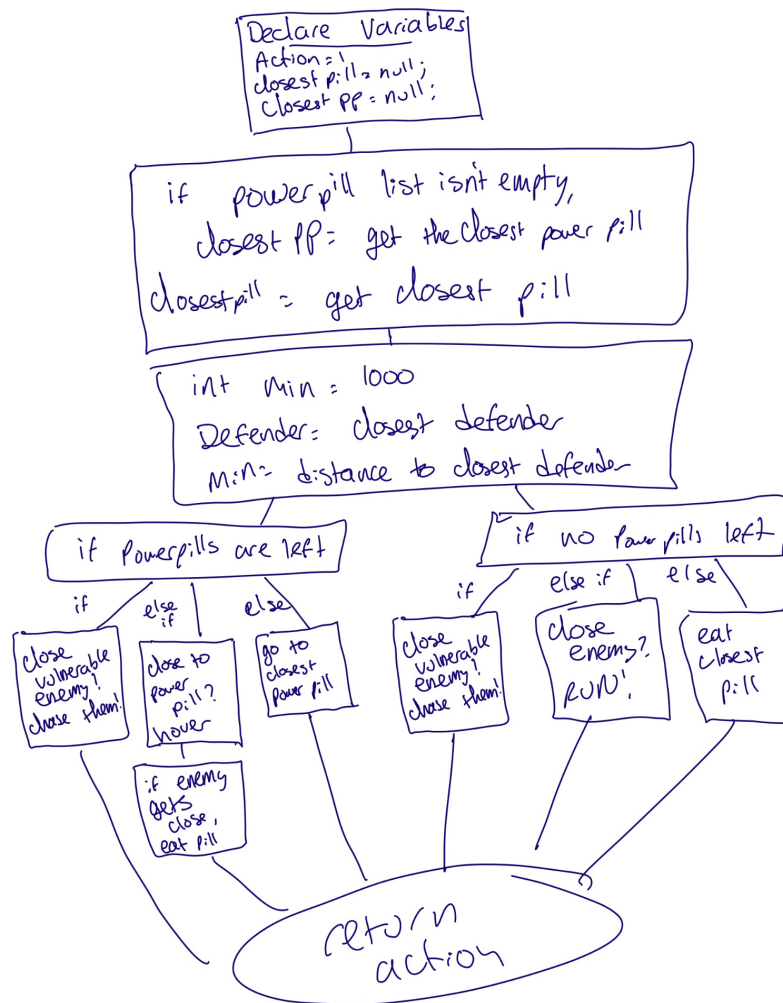 Declare Variables
Action = 1
closest pill = null;
closest PP = null;
if powerpill list isn't empty,
closest PP = get the closest power pill
closestpill = get closest pill
int min = 1000
Defender = closest defender
Min = distance to closest defender
if Powerpills are left
if no Powerpills left
if
else
if
else
if
else if
else
close
vulnerable
enemy?
chase them!
close to
power
pill?
hover
go to
closest
power pill
close
vulnerable
enemy?
chase them!
close
enemy?
RUN!
eat
closest
pill
if enemy
gets
close,
eat pill
return
action